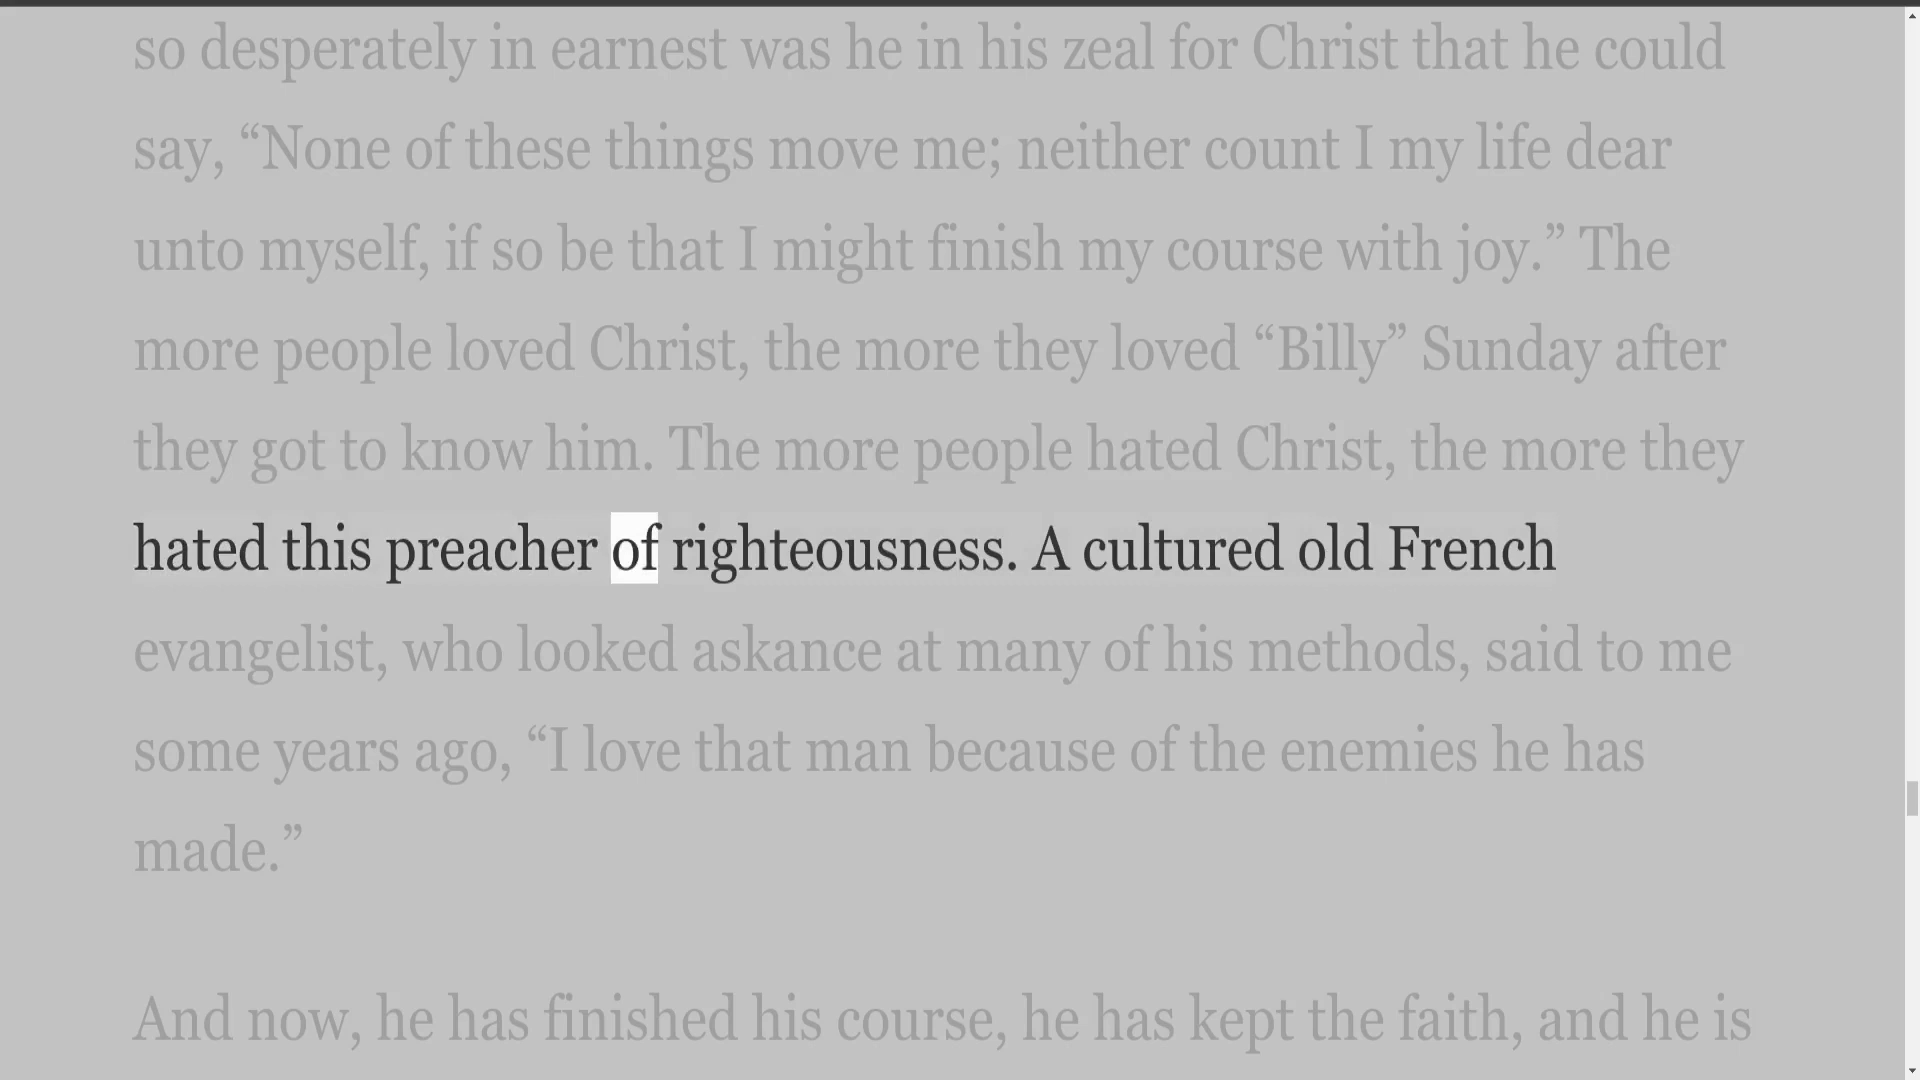 so desperately in earnest was he in his zeal for Christ that he could
say, “None of these things move me; neither count I my life dear
unto myself, if so be that I might finish my course with joy.” The
more people loved Christ, the more they loved “Billy” Sunday after
they got to know him. The more people hated Christ, the more they
hated this preacher of righteousness. A cultured old French
evangelist, who looked askance at many of his methods, said to me
some years ago, “I love that man because of the enemies he has
made.”
And now, he has finished his course, he has kept the faith, and he is